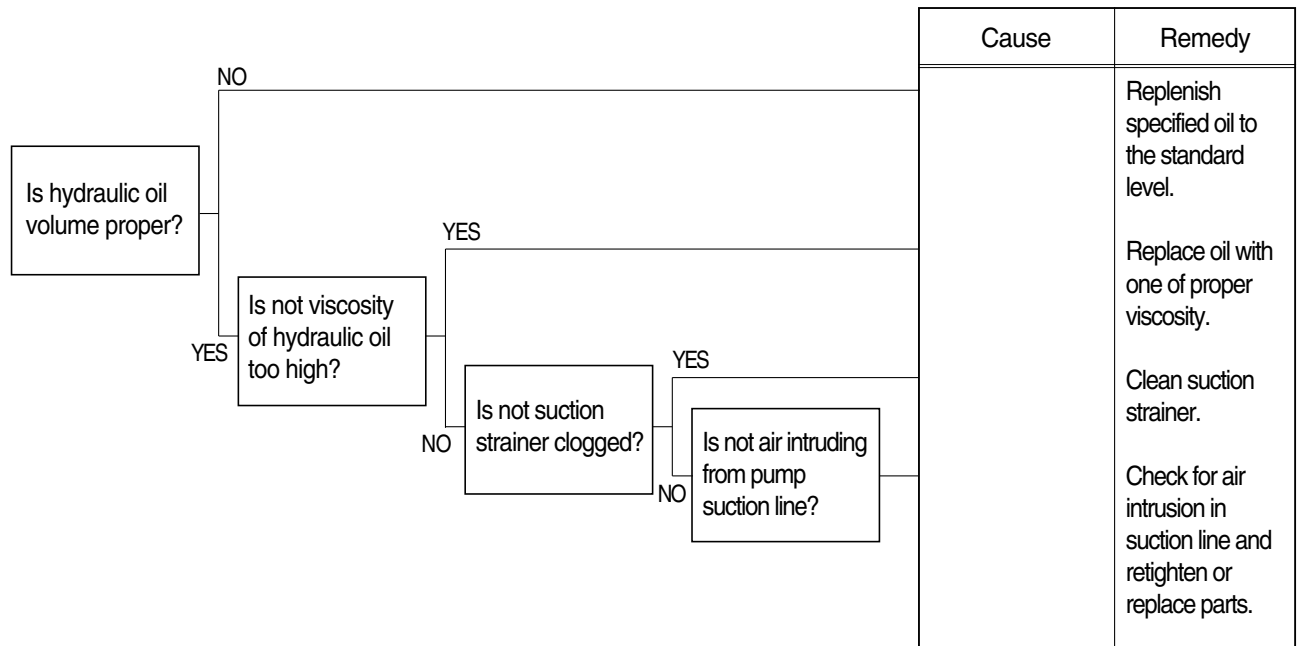 Cause
Remedy
NO
Replenish
specified oil to
the standard
level.
Is hydraulic oil
volume proper?
YES
Replace oil with
one of proper
viscosity.
YES
Is not viscosity
of hydraulic oil
too high?
YES
Clean suction
strainer.
NO
Is not suction
strainer clogged?
NO
Is not air intruding
from pump
suction line?
Check for air
intrusion in
suction line and
retighten or
replace parts.